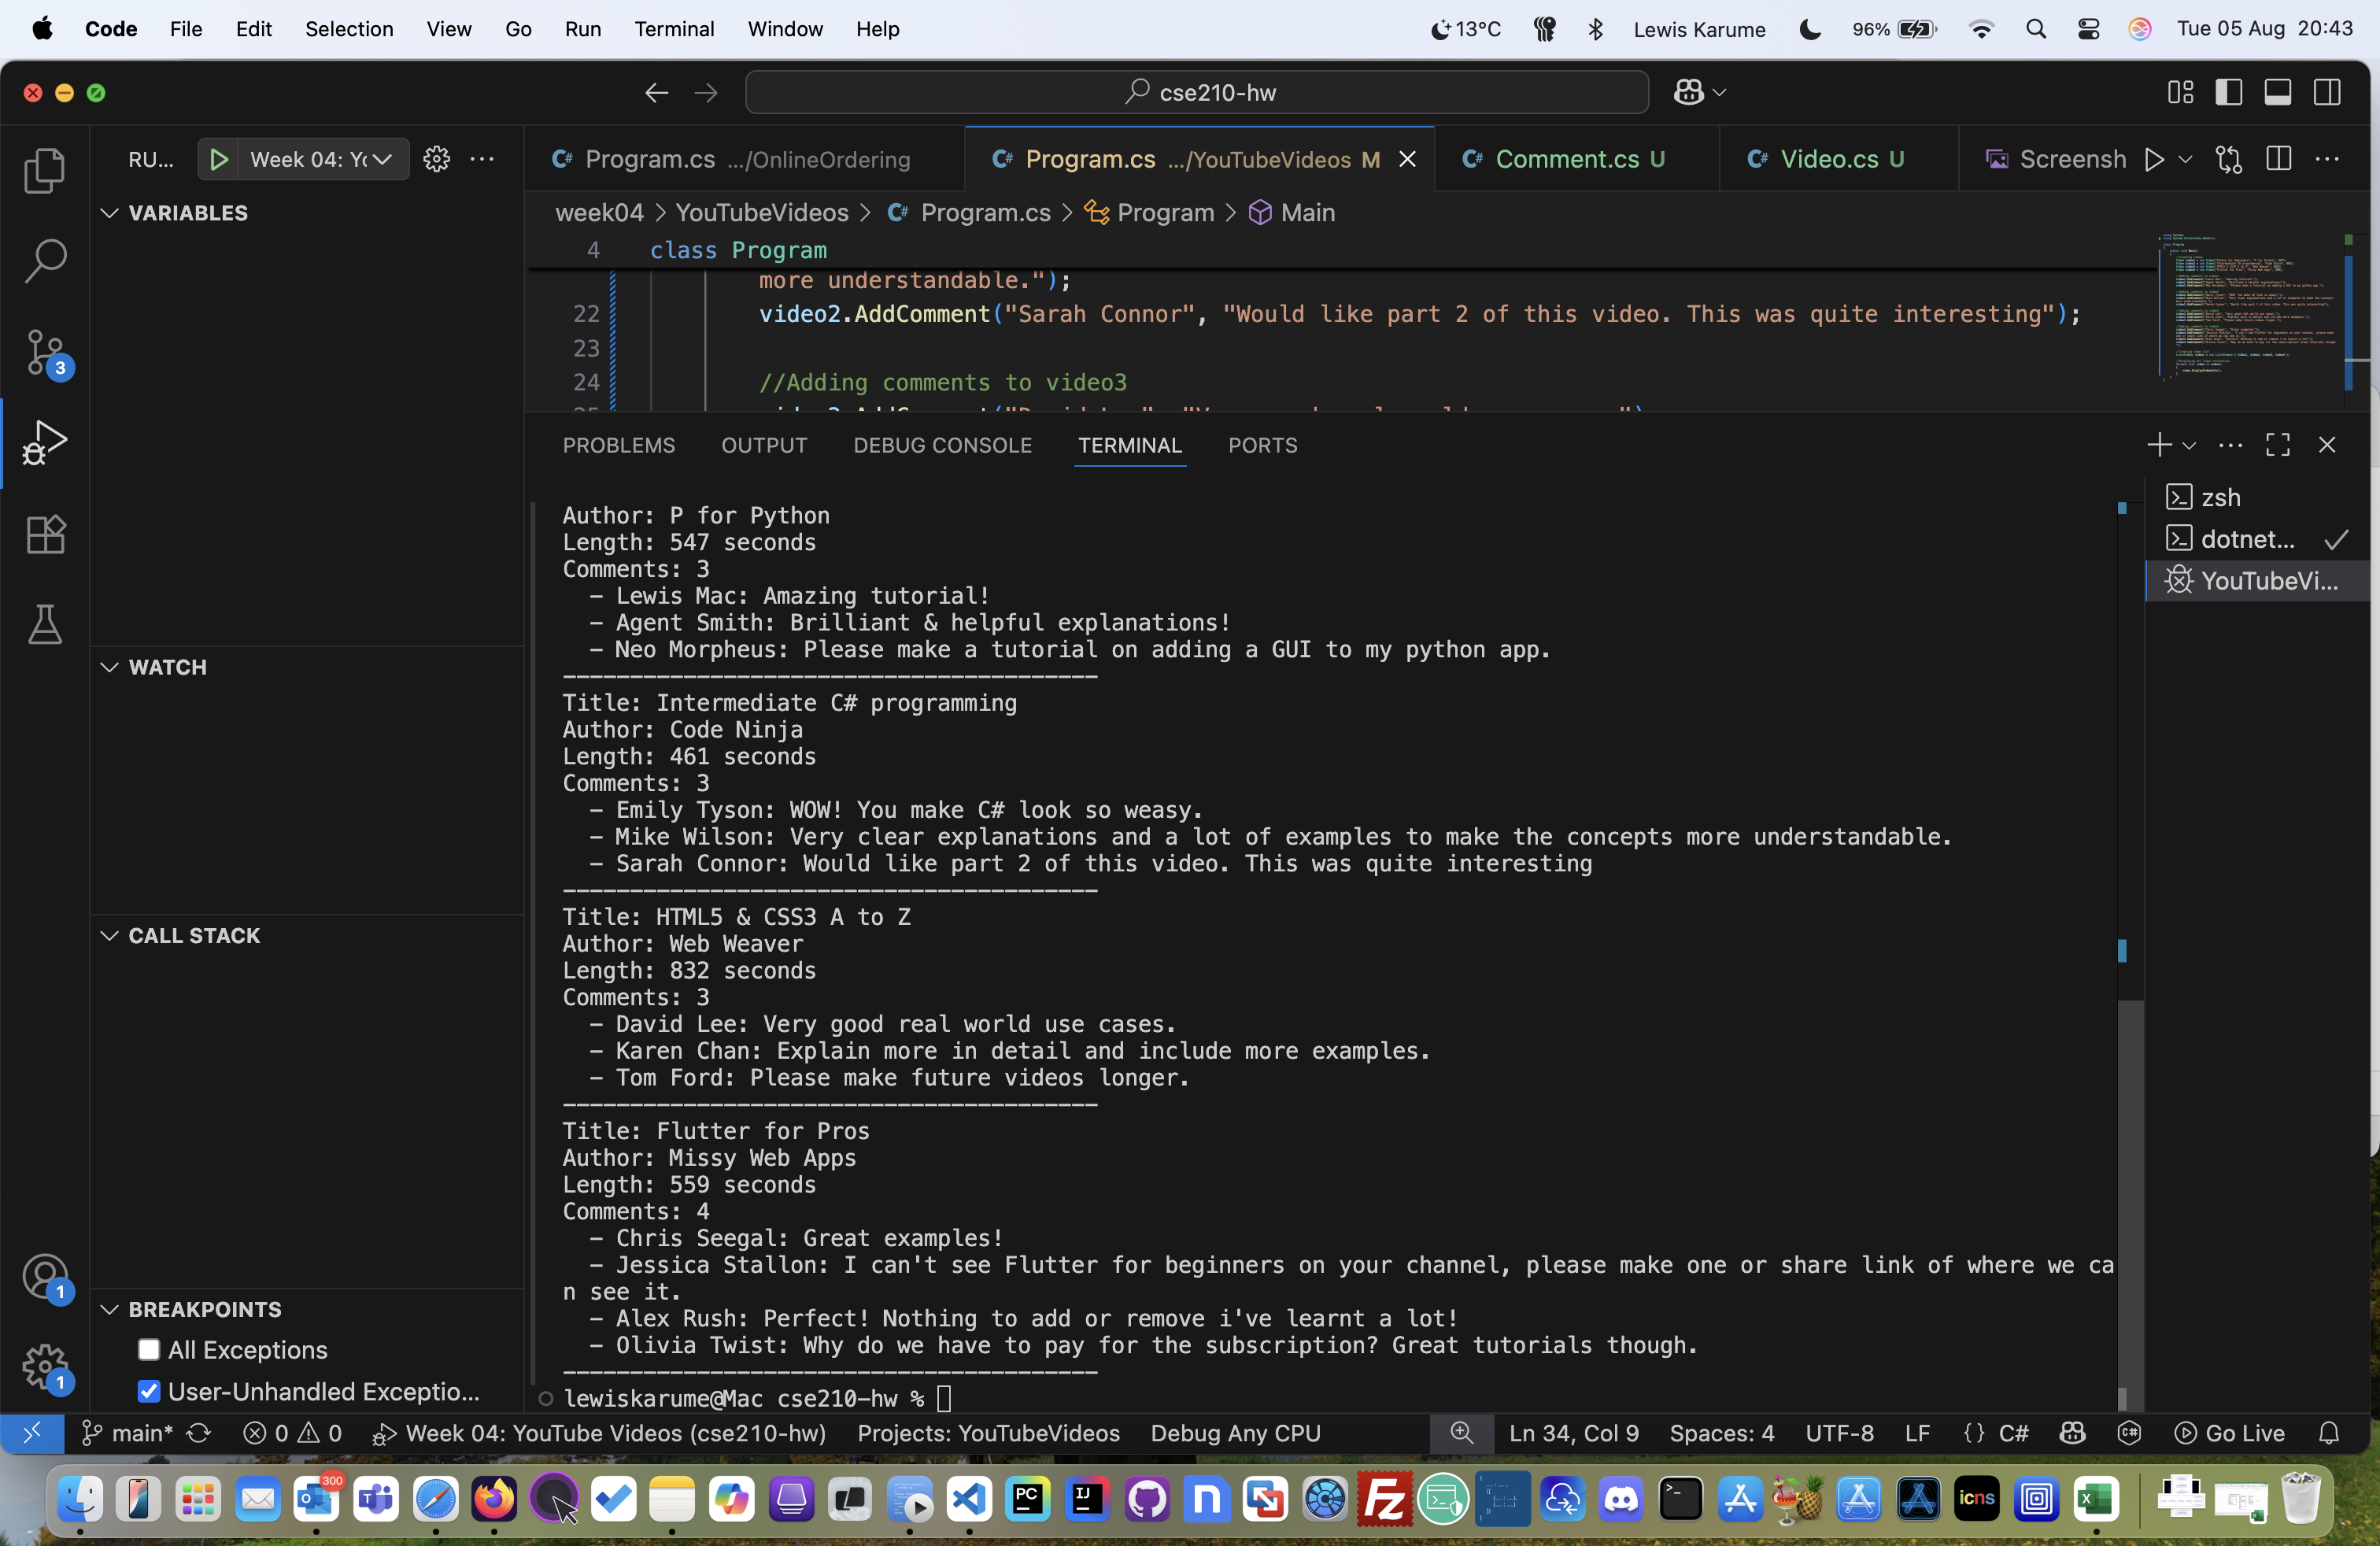 Code File Edit Selection View Go Run Terminal Window Help 13°C Lewis Karume 96% Tue 05 Aug 20:43
cse210-hw
RU... Week 04: Yo
Program.cs .../OnlineOrdering Program.cs .../YouTubeVideos M Comment.cs U Video.cs U Screensh
VARIABLES
week04 > YouTubeVideos > Program.cs > Program > Main
4 class Program
more understandable.");
22 video2.AddComment("Sarah Connor", "Would like part 2 of this video. This was quite interesting");
23
24 //Adding comments to video3
PROBLEMS OUTPUT DEBUG CONSOLE TERMINAL PORTS
zsh
dotnet...
YouTubeVi...
Author: P for Python
Length: 547 seconds
Comments: 3
- Lewis Mac: Amazing tutorial!
- Agent Smith: Brilliant & helpful explanations!
- Neo Morpheus: Please make a tutorial on adding a GUI to my python app.
----------------------------------------
Title: Intermediate C# programming
Author: Code Ninja
Length: 461 seconds
Comments: 3
- Emily Tyson: WOW! You make C# look so weasy.
- Mike Wilson: Very clear explanations and a lot of examples to make the concepts more understandable.
- Sarah Connor: Would like part 2 of this video. This was quite interesting
----------------------------------------
Title: HTML5 & CSS3 A to Z
Author: Web Weaver
Length: 832 seconds
Comments: 3
- David Lee: Very good real world use cases.
- Karen Chan: Explain more in detail and include more examples.
- Tom Ford: Please make future videos longer.
----------------------------------------
Title: Flutter for Pros
Author: Missy Web Apps
Length: 559 seconds
Comments: 4
- Chris Seegal: Great examples!
- Jessica Stallon: I can't see Flutter for beginners on your channel, please make one or share link of where we ca
n see it.
- Alex Rush: Perfect! Nothing to add or remove i've learnt a lot!
- Olivia Twist: Why do we have to pay for the subscription? Great tutorials though.
----------------------------------------
lewiskarume@Mac cse210-hw %
WATCH
CALL STACK
BREAKPOINTS
All Exceptions
User-Unhandled Exceptio...
3
1
1
main* 0 0 Week 04: YouTube Videos (cse210-hw) Projects: YouTubeVideos Debug Any CPU Ln 34, Col 9 Spaces: 4 UTF-8 LF {} C# Go Live
300
PC
IJ
Fz
icns